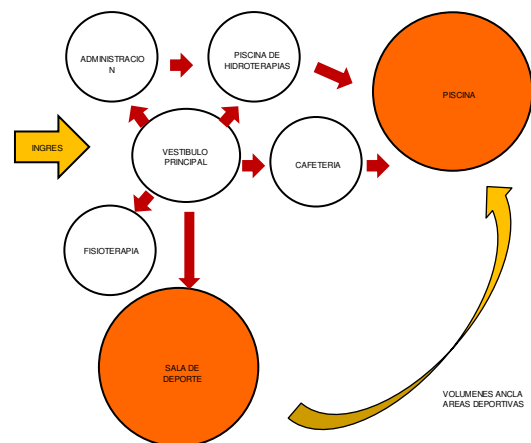 ADMINISTRACIO
N
PISCINA DE
HIDROTERAPIAS
PISCINA
INGRES
VESTIBULO
PRINCIPAL
CAFETERIA
FISIOTERAPIA
SALA DE
DEPORTE
VOLUMENES ANCLA
AREAS DEPORTIVAS